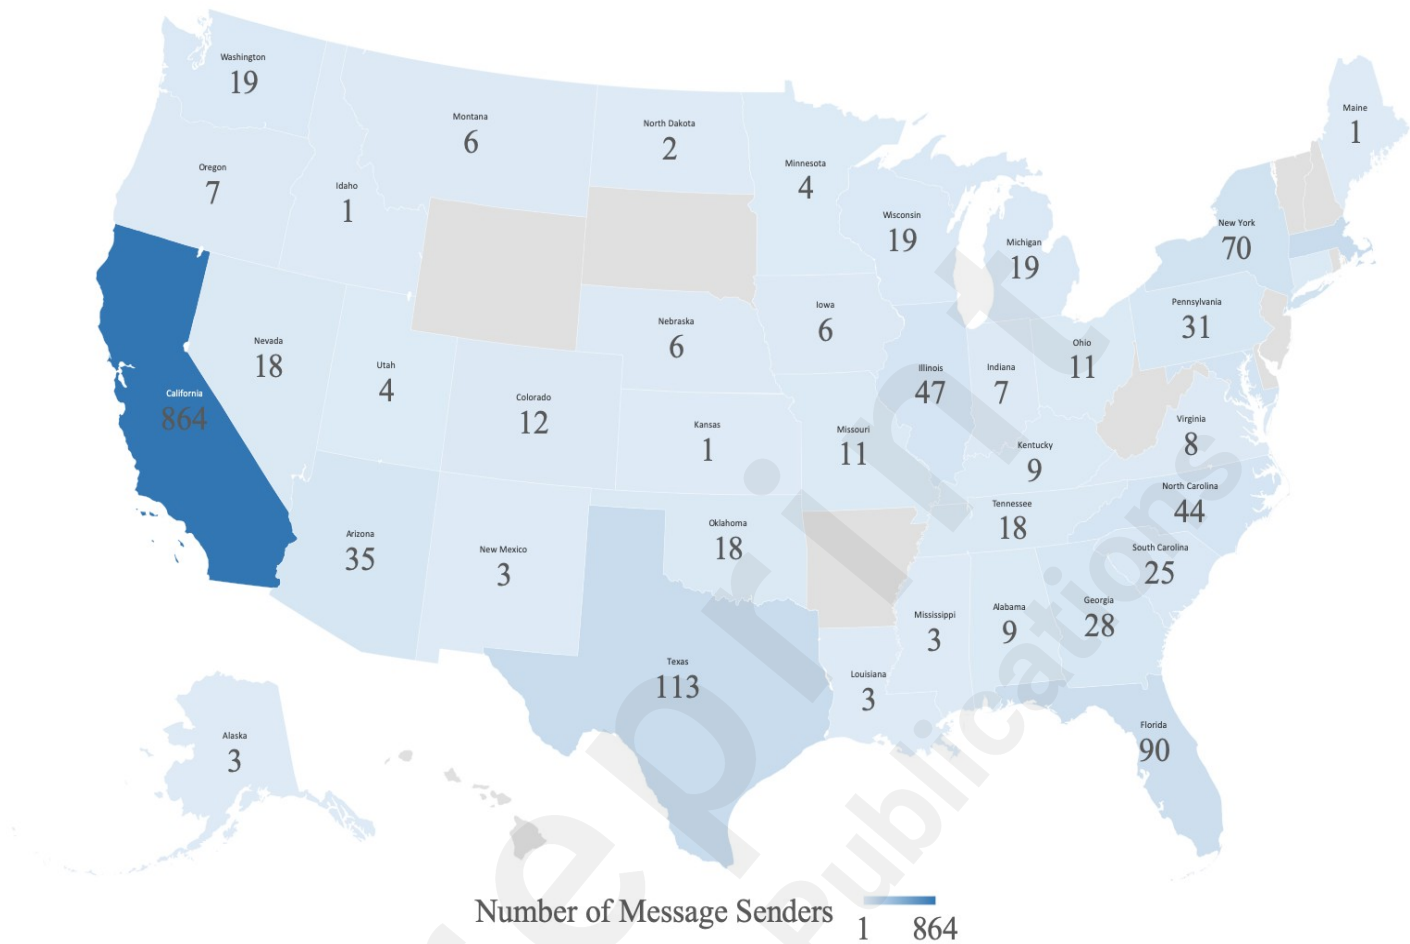 Washington
19
Montana
6
North Dakota
2
Minnesota
4
Maine
1
Oregon
7
Idaho
1
Wisconsin
19
Michigan
19
New York
70
Pennsylvania
31
Iowa
6
Nebraska
6
Nevada
18
Utah
4
Ohio
11
Illinois
47
Indiana
7
California
864
Colorado
12
Kansas
1
Missouri
11
Kentucky
9
Virginia
8
North Carolina
44
Tennessee
18
Oklahoma
18
Arizona
35
New Mexico
3
South Carolina
25
Georgia
28
Alabama
9
Mississippi
3
Texas
113
Louisiana
3
Florida
90
Alaska
3
Number of Message Senders
1 864
eprint
Publications